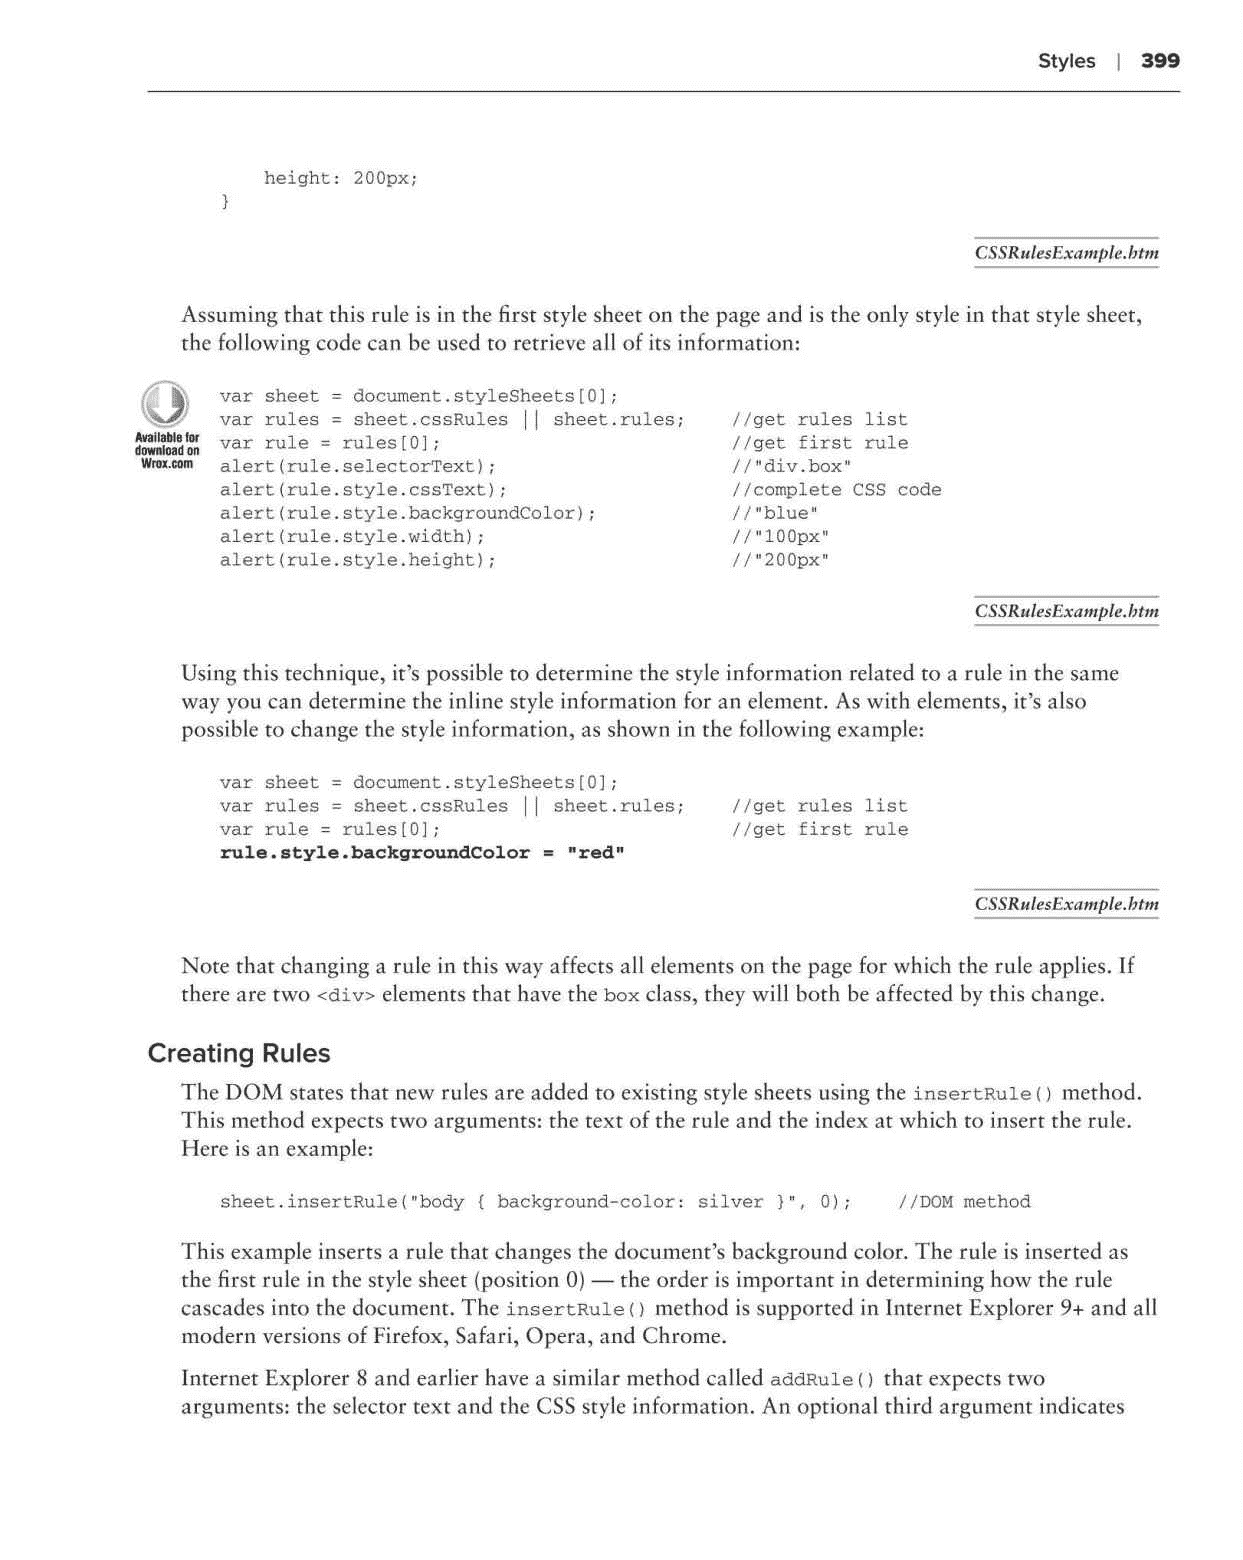 Styles | 399
height: 200px;
}
CSSRulesExample.htm
Assuming that this rule is in the first style sheet on the page and is the only style in that style sheet,
the following code can be used to retrieve all of its information:
Available for
download on
Wrox.com
var sheet = document.styleSheets[0];
var rules = sheet.cssRules || sheet.rules; //get rules list
var rule = rules[0]; //get first rule
alert(rule.selectorText); //"div.box"
alert(rule.style.cssText); //complete CSS code
alert(rule.style.backgroundColor); //"blue"
alert(rule.style.width); //"100px"
alert(rule.style.height); //"200px"
CSSRulesExample.htm
Using this technique, it's possible to determine the style information related to a rule in the same
way you can determine the inline style information for an element. As with elements, it's also
possible to change the style information, as shown in the following example:
var sheet = document.styleSheets[0];
var rules = sheet.cssRules || sheet.rules; //get rules list
var rule = rules[0]; //get first rule
rule.style.backgroundColor = "red"
CSSRulesExample.htm
Note that changing a rule in this way affects all elements on the page for which the rule applies. If
there are two <div> elements that have the box class, they will both be affected by this change.
Creating Rules
The DOM states that new rules are added to existing style sheets using the insertRule() method.
This method expects two arguments: the text of the rule and the index at which to insert the rule.
Here is an example:
sheet.insertRule("body { background-color: silver }", 0); //DOM method
This example inserts a rule that changes the document's background color. The rule is inserted as
the first rule in the style sheet (position 0) — the order is important in determining how the rule
cascades into the document. The insertRule() method is supported in Internet Explorer 9+ and all
modern versions of Firefox, Safari, Opera, and Chrome.
Internet Explorer 8 and earlier have a similar method called addRule() that expects two
arguments: the selector text and the CSS style information. An optional third argument indicates